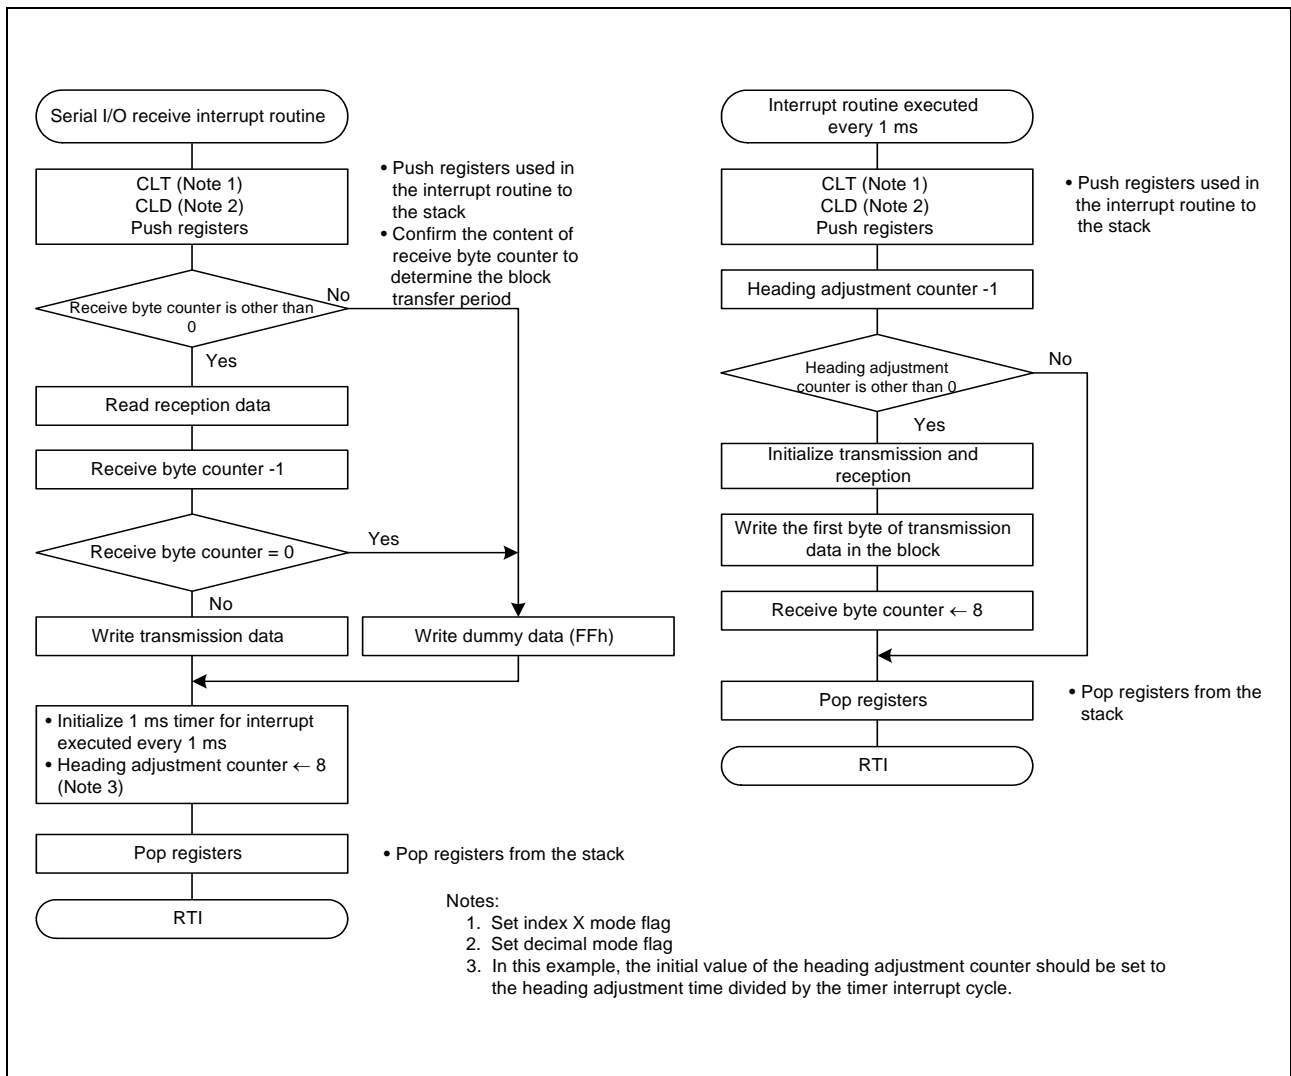 Serial I/O receive interrupt routine
CLT (Note 1)
CLD (Note 2)
Push registers
• Push registers used in
the interrupt routine to
the stack
• Confirm the content of
receive byte counter to
determine the block
transfer period
Receive byte counter is other than
0
No
Yes
Read reception data
Receive byte counter -1
Receive byte counter = 0
Yes
No
Write transmission data
Write dummy data (FFh)
• Initialize 1 ms timer for interrupt
executed every 1 ms
• Heading adjustment counter ← 8
(Note 3)
Pop registers
• Pop registers from the stack
RTI
Interrupt routine executed
every 1 ms
CLT (Note 1)
CLD (Note 2)
Push registers
• Push registers used in
the interrupt routine to
the stack
Heading adjustment counter -1
Heading adjustment
counter is other than 0
No
Yes
Initialize transmission and
reception
Write the first byte of transmission
data in the block
Receive byte counter ← 8
Pop registers
• Pop registers from the
stack
RTI
Notes:
1. Set index X mode flag
2. Set decimal mode flag
3. In this example, the initial value of the heading adjustment counter should be set to
the heading adjustment time divided by the timer interrupt cycle.